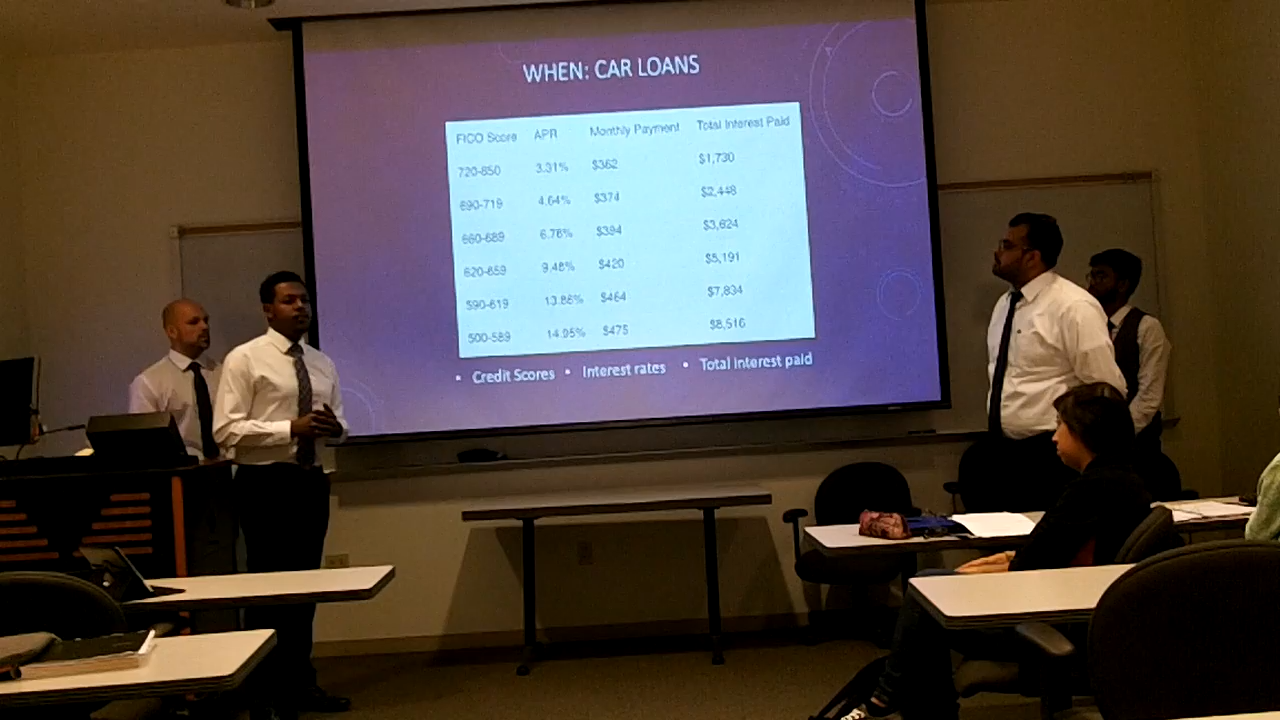 WHEN: CAR LOANS
FICO Score APR Monthly Payment Total Interest Paid
720-850 3.31% $362 $1,730
690-719 4.64% $374 $2,448
660-689 6.78% $394 $3,624
620-659 9.48% $420 $5,191
590-619 13.86% $464 $7,834
500-589 14.95% $475 $8,516
• Credit Scores • Interest rates • Total interest paid